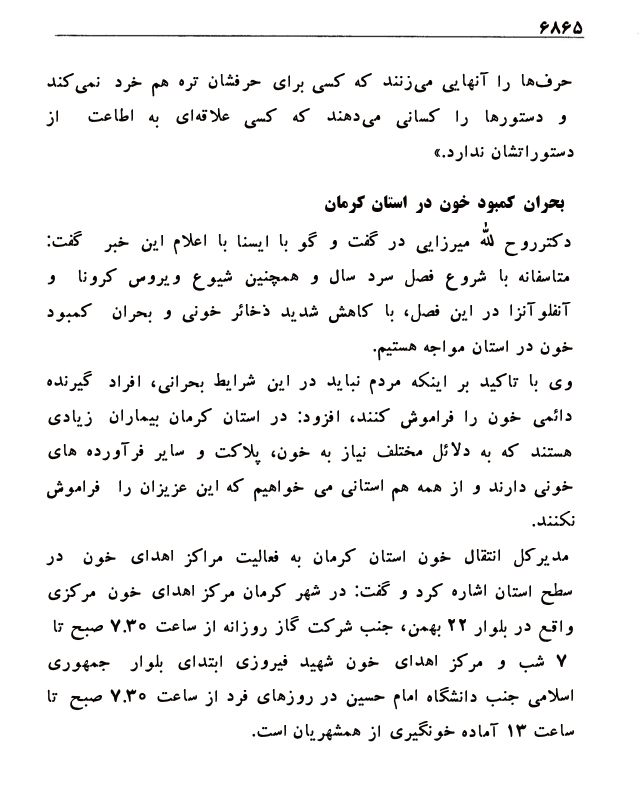 ۶۸۶۵
حرف‌ها را آنهایی می‌زنند که کسی برای حرفشان تره هم خرد نمی‌کند
و دستورها را کسانی می‌دهند که کسی علاقه‌ای به اطاعت از
دستوراتشان ندارد.»
بحران کمبود خون در استان کرمان
دکترروح الله میرزایی در گفت و گو با ایسنا با اعلام این خبر گفت:
متاسفانه با شروع فصل سرد سال و همچنین شیوع ویروس کرونا و
آنفلوآنزا در این فصل، با کاهش شدید ذخائر خونی و بحران کمبود
خون در استان مواجه هستیم.
وی با تاکید بر اینکه مردم نباید در این شرایط بحرانی، افراد گیرنده
دائمی خون را فراموش کنند، افزود: در استان کرمان بیماران زیادی
هستند که به دلائل مختلف نیاز به خون، پلاکت و سایر فرآورده های
خونی دارند و از همه هم استانی می خواهیم که این عزیزان را فراموش
نکنند.
مدیرکل انتقال خون استان کرمان به فعالیت مراکز اهدای خون در
سطح استان اشاره کرد و گفت: در شهر کرمان مرکز اهدای خون مرکزی
واقع در بلوار ۲۲ بهمن، جنب شرکت گاز روزانه از ساعت ۷.۳۰ صبح تا
۷ شب و مرکز اهدای خون شهید فیروزی ابتدای بلوار جمهوری
اسلامی جنب دانشگاه امام حسین در روزهای فرد از ساعت ۷.۳۰ صبح تا
ساعت ۱۳ آماده خونگیری از همشهریان است.